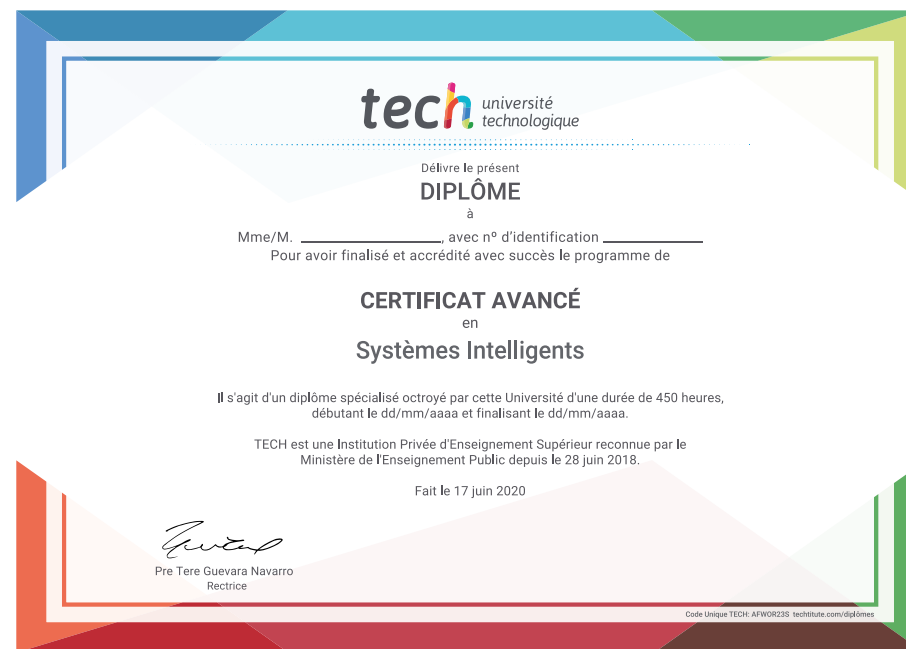 tech université
technologique
Délivre le présent
DIPLÔME
à
Mme/M. ____________________, avec nº d'identification ______________
Pour avoir finalisé et accrédité avec succès le programme de
CERTIFICAT AVANCÉ
en
Systèmes Intelligents
Il s'agit d'un diplôme spécialisé octroyé par cette Université d'une durée de 450 heures,
débutant le dd/mm/aaaa et finalisant le dd/mm/aaaa.
TECH est une Institution Privée d'Enseignement Supérieur reconnue par le
Ministère de l'Enseignement Public depuis le 28 juin 2018.
Fait le 17 juin 2020
Pre Tere Guevara Navarro
Rectrice
Code Unique TECH: AFWOR23S techtitute.com/diplômes